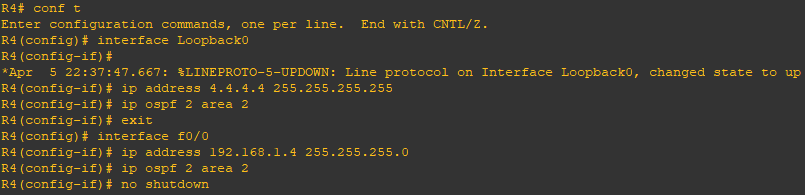 R4# conf t
Enter configuration commands, one per line.  End with CNTL/Z.
R4(config)# interface Loopback0
R4(config-if)#
*Apr  5 22:37:47.667: %LINEPROTO-5-UPDOWN: Line protocol on Interface Loopback0, changed state to up
R4(config-if)# ip address 4.4.4.4 255.255.255.255
R4(config-if)# ip ospf 2 area 2
R4(config-if)# exit
R4(config)# interface f0/0
R4(config-if)# ip address 192.168.1.4 255.255.255.0
R4(config-if)# ip ospf 2 area 2
R4(config-if)# no shutdown